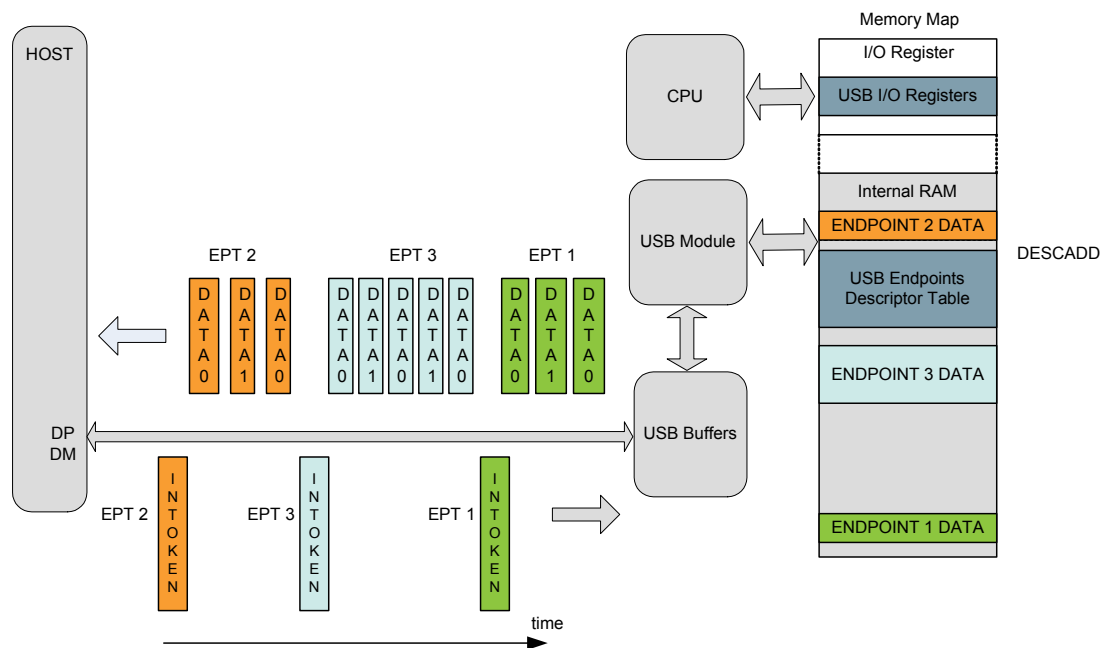 Memory Map
HOST
I/O Register
CPU
USB I/O Registers
Internal RAM
ENDPOINT 2 DATA
USB Module
DESCADD
EPT 2
EPT 3
EPT 1
USB Endpoints
Descriptor Table
DATA0
DATA1
DATA0
DATA0
DATA1
DATA0
DATA1
DATA0
DATA0
DATA1
DATA0
ENDPOINT 3 DATA
DP
DM
USB Buffers
EPT 2
INTOKEN
EPT 3
INTOKEN
EPT 1
INTOKEN
ENDPOINT 1 DATA
time